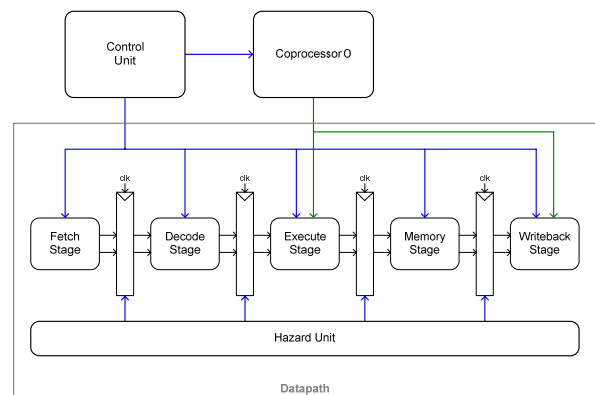 Control
Unit
Coprocessor 0
clk
clk
clk
clk
Fetch
Stage
Decode
Stage
Execute
Stage
Memory
Stage
Writeback
Stage
Hazard Unit
Datapath